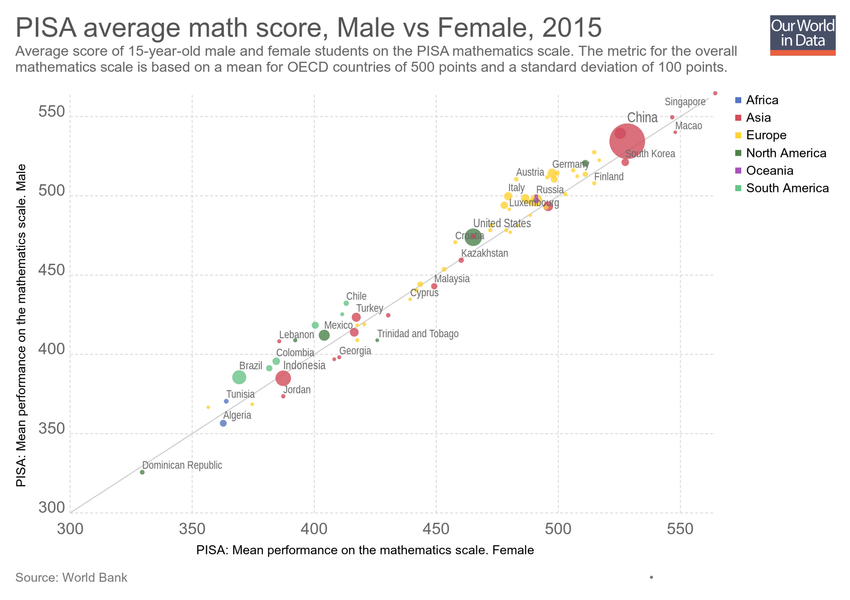 PISA average math score, Male vs Female, 2015
Average score of 15-year-old male and female students on the PISA mathematics scale. The metric for the overall
mathematics scale is based on a mean for OECD countries of 500 points and a standard deviation of 100 points.
Our World
in Data
PISA: Mean performance on the mathematics scale. Male
550
500
450
400
350
300
Singapore
China
Macao
South Korea
Germany
Austria
Finland
Italy
Russia
Luxembourg
United States
Croatia
Kazakhstan
Malaysia
Cyprus
Chile
Turkey
Mexico
Lebanon
Trinidad and Tobago
Colombia
Georgia
Brazil
Indonesia
Jordan
Tunisia
Algeria
Dominican Republic
300
350
400
450
500
550
PISA: Mean performance on the mathematics scale. Female
Africa
Asia
Europe
North America
Oceania
South America
Source: World Bank